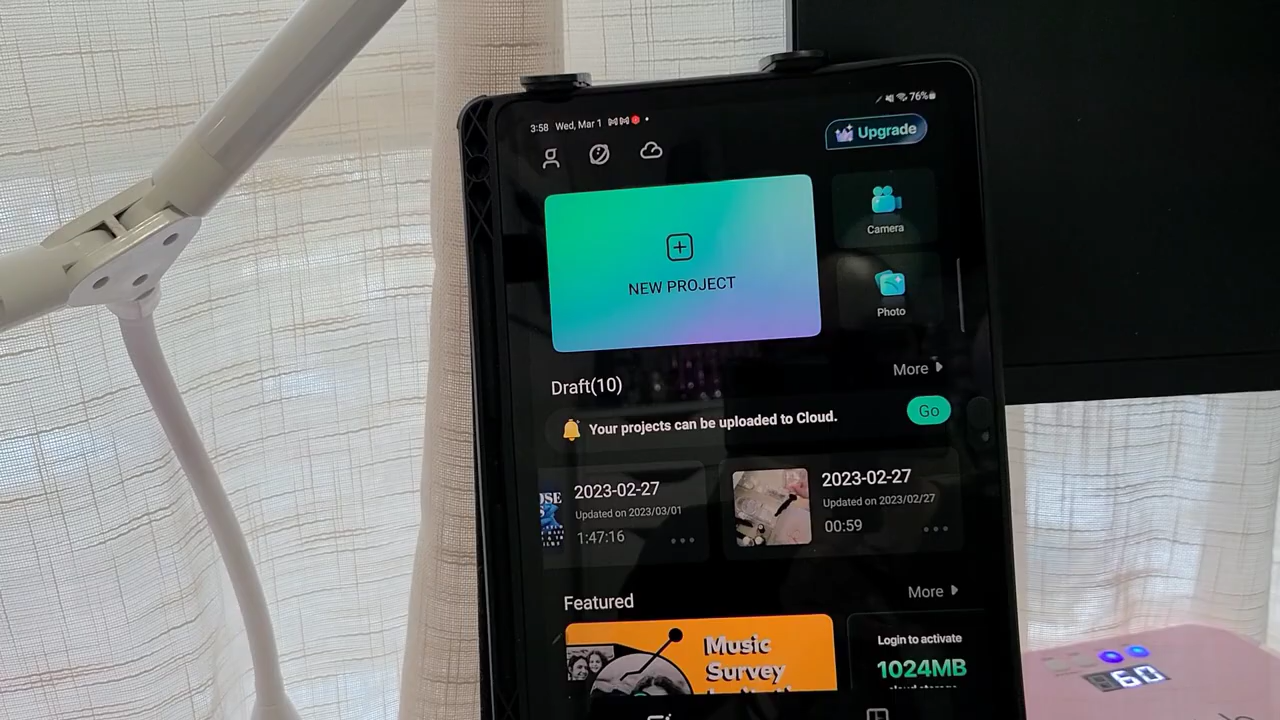 3:58 Wed, Mar 1
76%
Upgrade
NEW PROJECT
Camera
Photo
Draft(10)
More
Your projects can be uploaded to Cloud.
Go
2023-02-27
Updated on 2023/03/01
1:47:16
2023-02-27
Updated on 2023/02/27
00:59
Featured
More
Music
Survey
Login to activate
1024MB
60